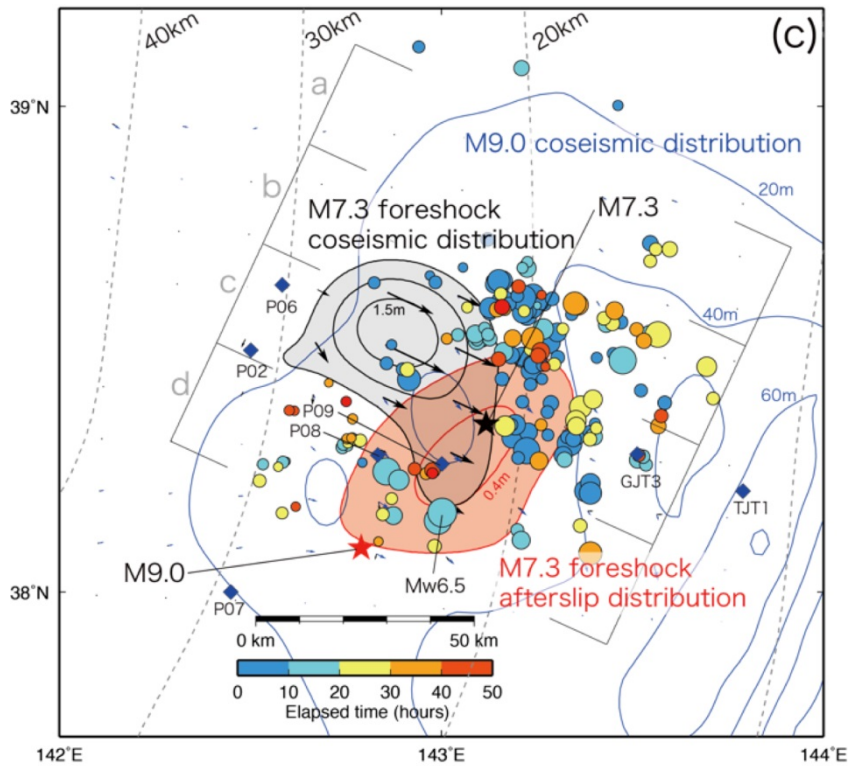 (c)
40km
30km
20km
39°N
a
M9.0 coseismic distribution
20m
b
M7.3 foreshock
coseismic distribution
M7.3
c
P06
1.5m
40m
P02
d
60m
P09
P08
0.4m
GJT3
TJT1
M9.0
Mw6.5
M7.3 foreshock
afterslip distribution
38°N
P07
0 km 50 km
0 10 20 30 40 50
Elapsed time (hours)
142°E 143°E 144°E